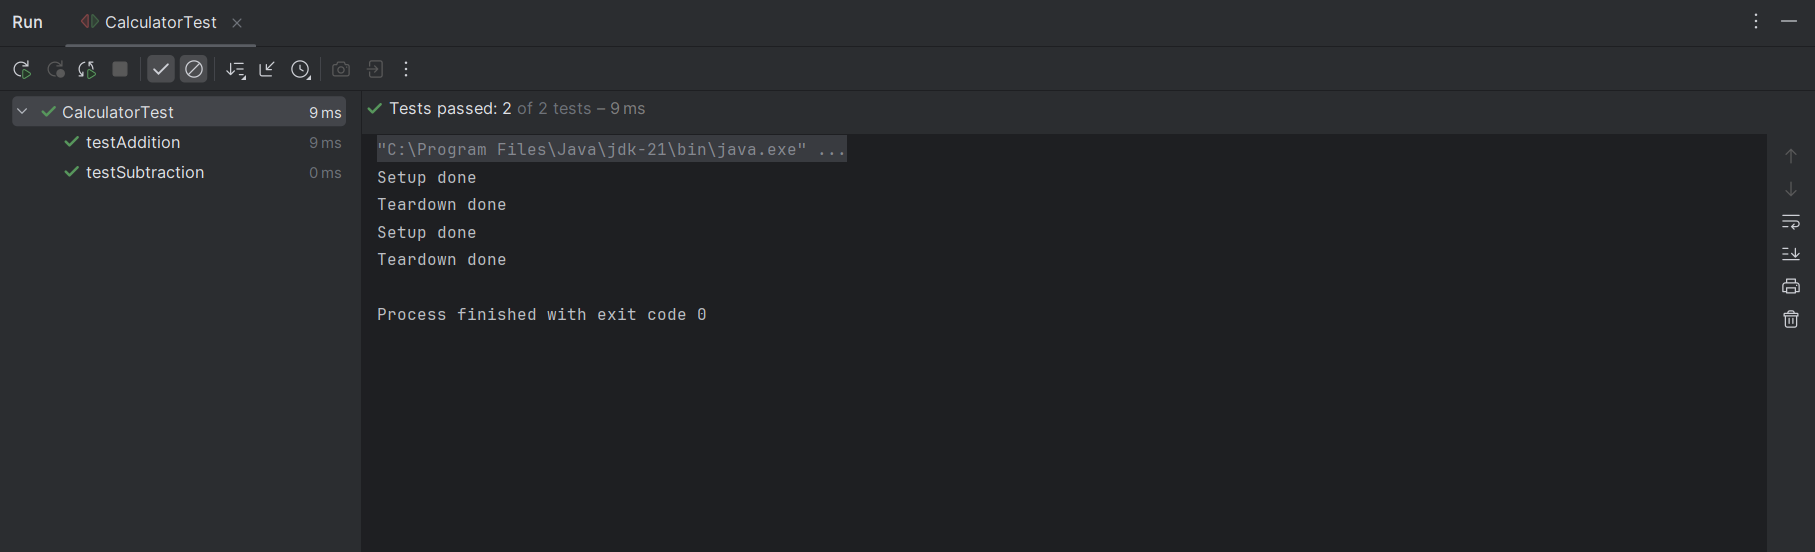 Run CalculatorTest
CalculatorTest 9 ms
testAddition 9 ms
testSubtraction 0 ms
Tests passed: 2 of 2 tests – 9 ms
"C:\Program Files\Java\jdk-21\bin\java.exe" ...
Setup done
Teardown done
Setup done
Teardown done
Process finished with exit code 0